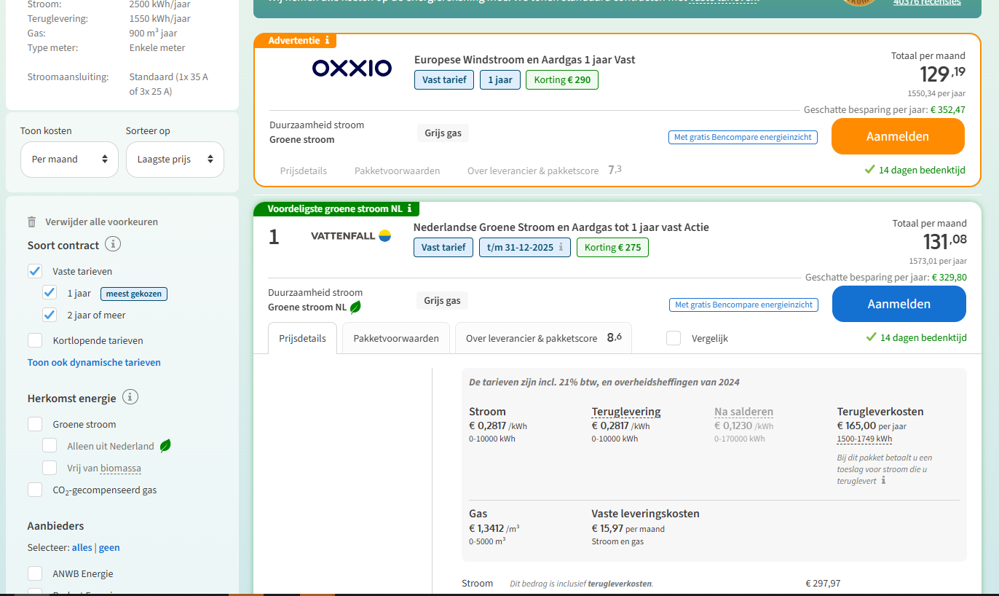 Stroom: 2500 kWh/jaar
Teruglevering: 1550 kWh/jaar
Gas: 900 m³ jaar
Type meter: Enkele meter
Stroomaansluiting: Standaard (1x 35 A
of 3x 25 A)
Toon kosten Sorteer op
Per maand Laagste prijs
Verwijder alle voorkeuren
Soort contract i
Vaste tarieven
1 jaar meest gekozen
2 jaar of meer
Kortlopende tarieven
Toon ook dynamische tarieven
Herkomst energie i
Groene stroom
Alleen uit Nederland
Vrij van biomassa
CO₂-gecompenseerd gas
Aanbieders
Selecteer: alles | geen
ANWB Energie
40376 recensies
Advertentie i
OXXIO
Europese Windstroom en Aardgas 1 jaar Vast
Vast tarief 1 jaar Korting € 290
Totaal per maand
129,19
1550,34 per jaar
Geschatte besparing per jaar: € 352,47
Duurzaamheid stroom
Groene stroom
Grijs gas
Met gratis Bencompare energieinzicht
Aanmelden
Prijsdetails Pakketvoorwaarden Over leverancier & pakketscore 7,3
14 dagen bedenktijd
Voordeligste groene stroom NL i
1
VATTENFALL
Nederlandse Groene Stroom en Aardgas tot 1 jaar vast Actie
Vast tarief t/m 31-12-2025 i Korting € 275
Totaal per maand
131,08
1573,01 per jaar
Geschatte besparing per jaar: € 329,80
Duurzaamheid stroom
Groene stroom NL
Grijs gas
Met gratis Bencompare energieinzicht
Aanmelden
Prijsdetails Pakketvoorwaarden Over leverancier & pakketscore 8,6 Vergelijk
14 dagen bedenktijd
De tarieven zijn incl. 21% btw, en overheidsheffingen van 2024
Stroom Teruglevering Na salderen Terugleverkosten
€ 0,2817 /kWh € 0,2817 /kWh € 0,1230 /kWh € 165,00 per jaar
0-10000 kWh 0-10000 kWh 0-170000 kWh 1500-1749 kWh
Bij dit pakket betaalt u een
toeslag voor stroom die u
teruglevert i
Gas Vaste leveringskosten
€ 1,3412 /m³ € 15,97 per maand
0-5000 m³ Stroom en gas
Stroom Dit bedrag is inclusief terugleverkosten. € 297,97